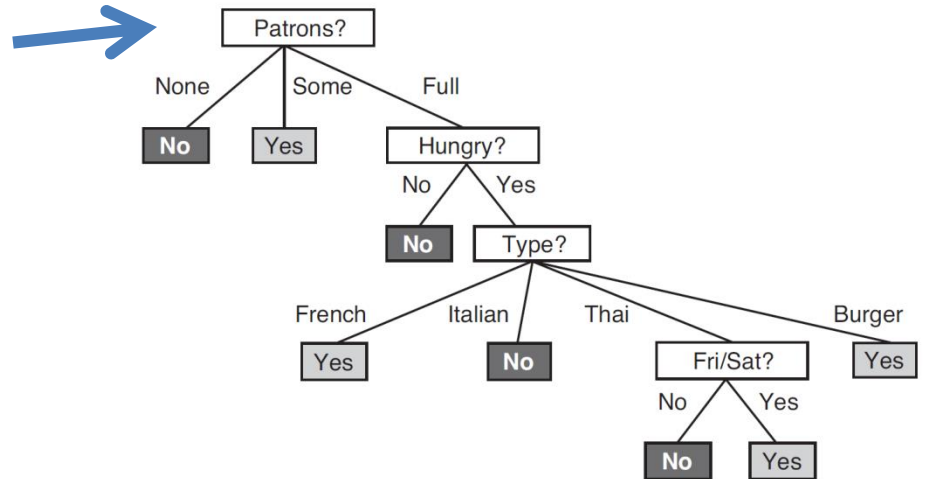 Patrons?
None Some Full
No Yes Hungry?
No Yes
No Type?
French Italian Thai Burger
Yes No Fri/Sat? Yes
No Yes
No Yes